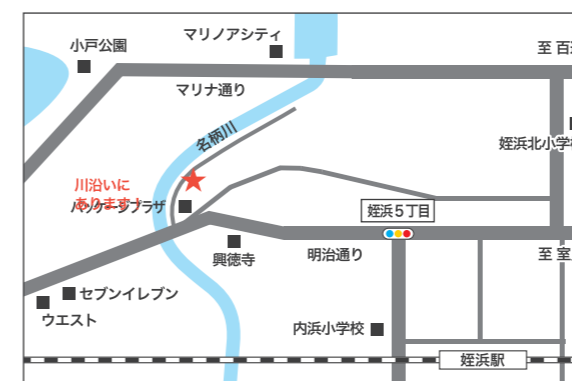 マリノアシティ
小戸公園
至 百
マリナ通り
名柄川
姪浜北小学校
川沿いに
あります！
パッケージプラザ
姪浜５丁目
興徳寺
明治通り
至 室
セブンイレブン
ウエスト
内浜小学校
姪浜駅